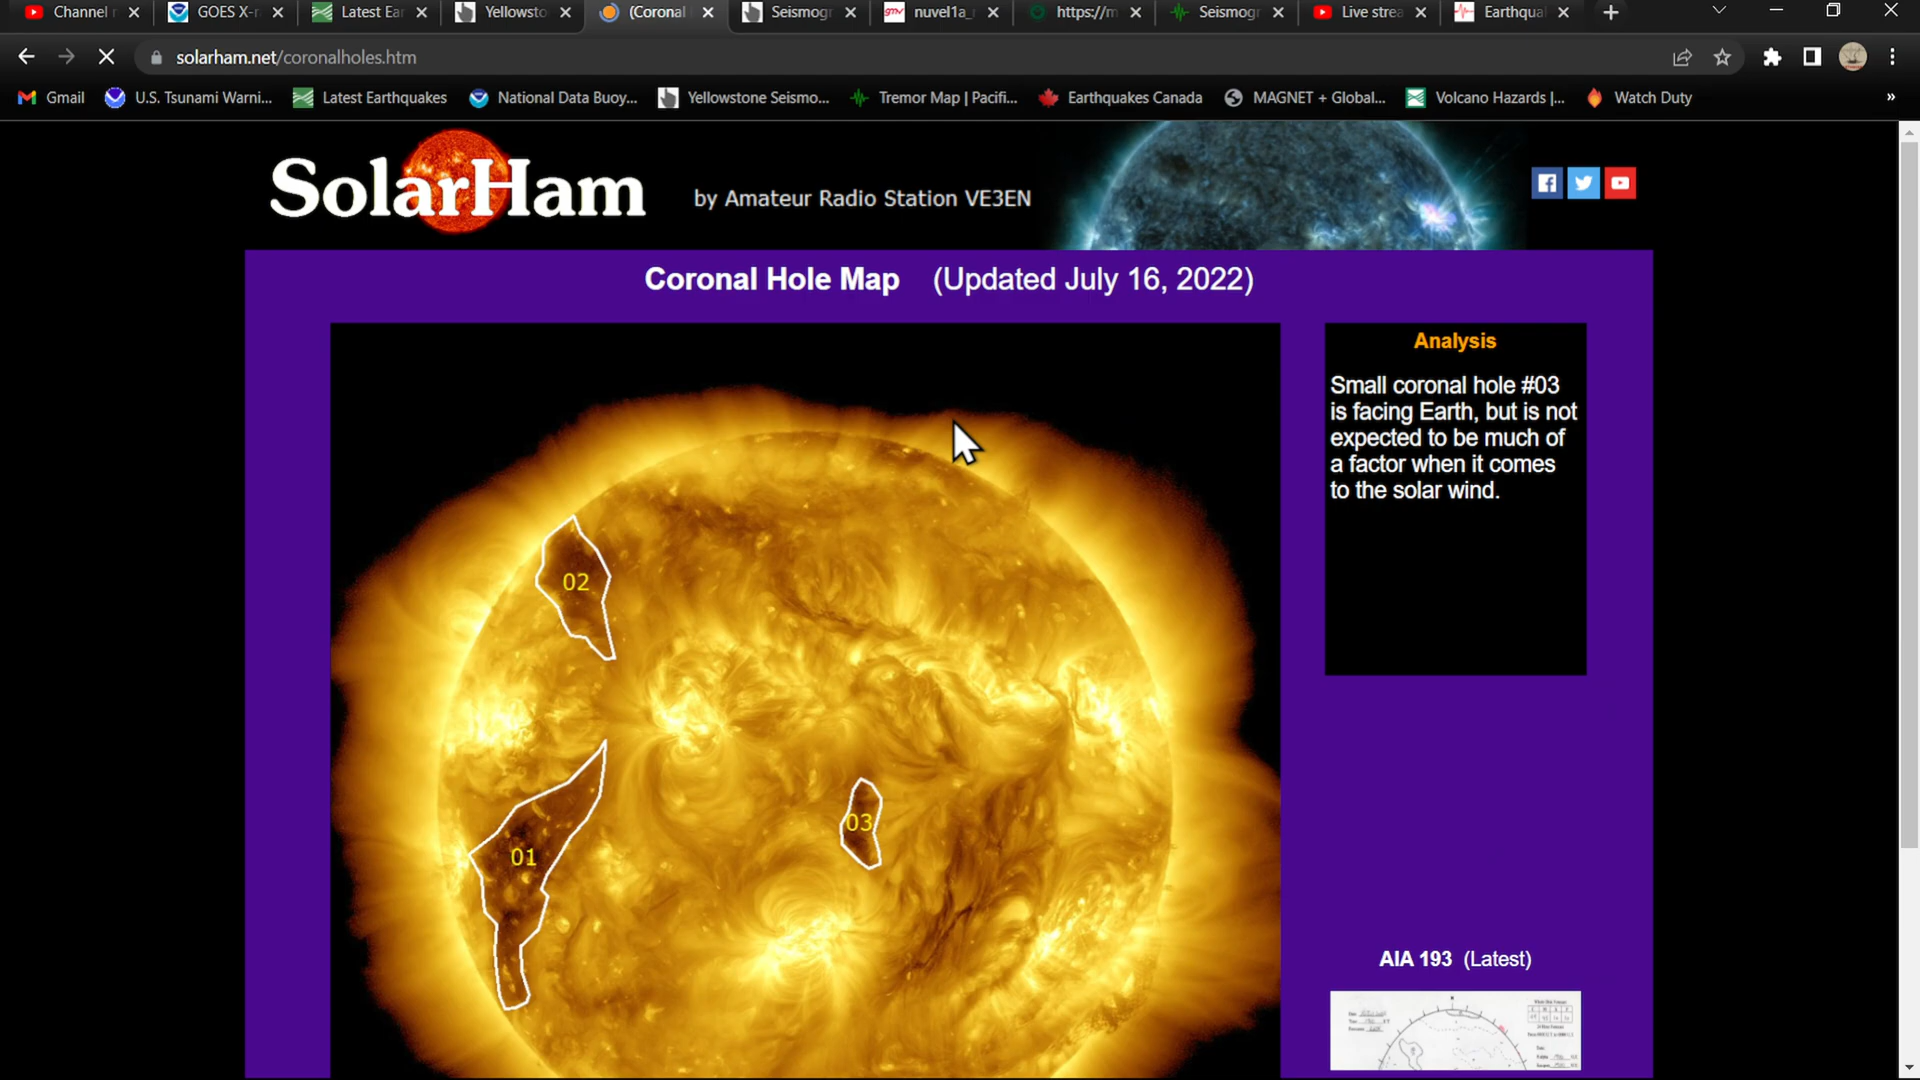 Channel
GOES X-r
Latest Ear
Yellowsto
(Coronal
Seismogr
gmv nuvel1a_
https://m
Seismogr
Live strea
Earthqua
solarham.net/coronalholes.htm
Gmail
U.S. Tsunami Warni...
Latest Earthquakes
National Data Buoy...
Yellowstone Seismo...
Tremor Map | Pacifi...
Earthquakes Canada
MAGNET + Global...
Volcano Hazards |...
Watch Duty
»
SolarHam
by Amateur Radio Station VE3EN
Coronal Hole Map (Updated July 16, 2022)
Analysis
Small coronal hole #03
is facing Earth, but is not
expected to be much of
a factor when it comes
to the solar wind.
02
03
01
AIA 193 (Latest)